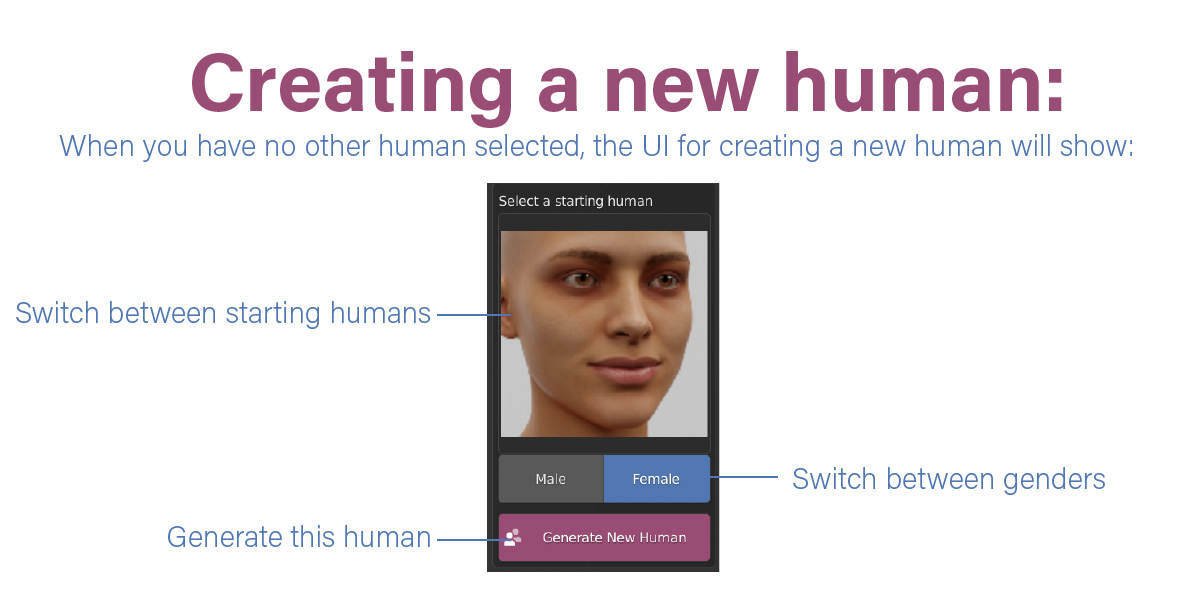 Creating a new human:
When you have no other human selected, the UI for creating a new human will show:
Select a starting human
Switch between starting humans
Male
Female
Switch between genders
Generate this human
Generate New Human